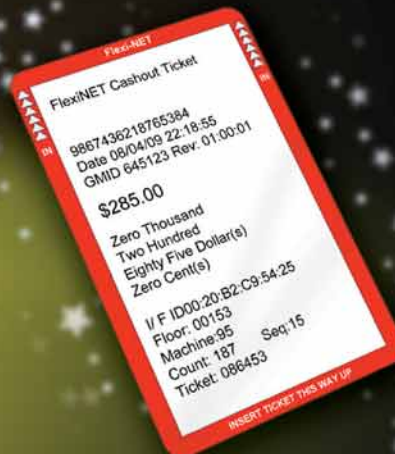 Flexi-NET
IN
IN
FlexiNET Cashout Ticket
9867436218765384
Date 08/04/09 22:18:55
GMID 645123 Rev: 01:00:01
$285.00
Zero Thousand
Two Hundred
Eighty Five Dollar(s)
Zero Cent(s)
I/ F ID00:20:B2:C9:54:25
Floor: 00153
Machine:95
Count: 187 Seq:15
Ticket: 086453
INSERT TICKET THIS WAY UP